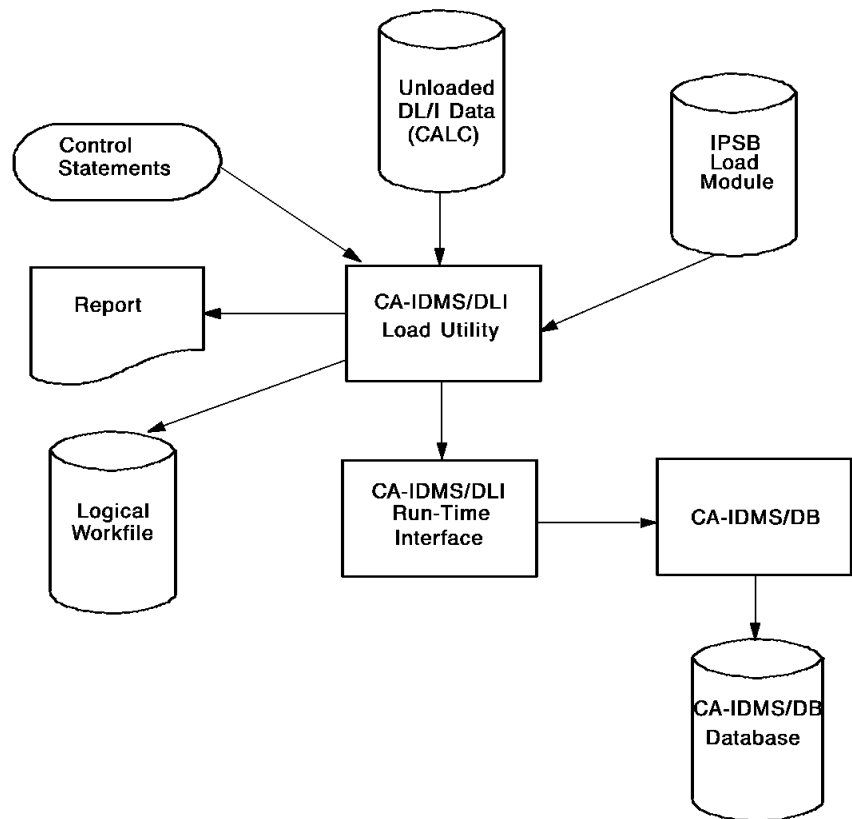 Unloaded
DL/I Data
(CALC)
Control
Statements
IPSB
Load
Module
Report
CA-IDMS/DLI
Load Utility
Logical
Workfile
CA-IDMS/DLI
Run-Time
Interface
CA-IDMS/DB
CA-IDMS/DB
Database